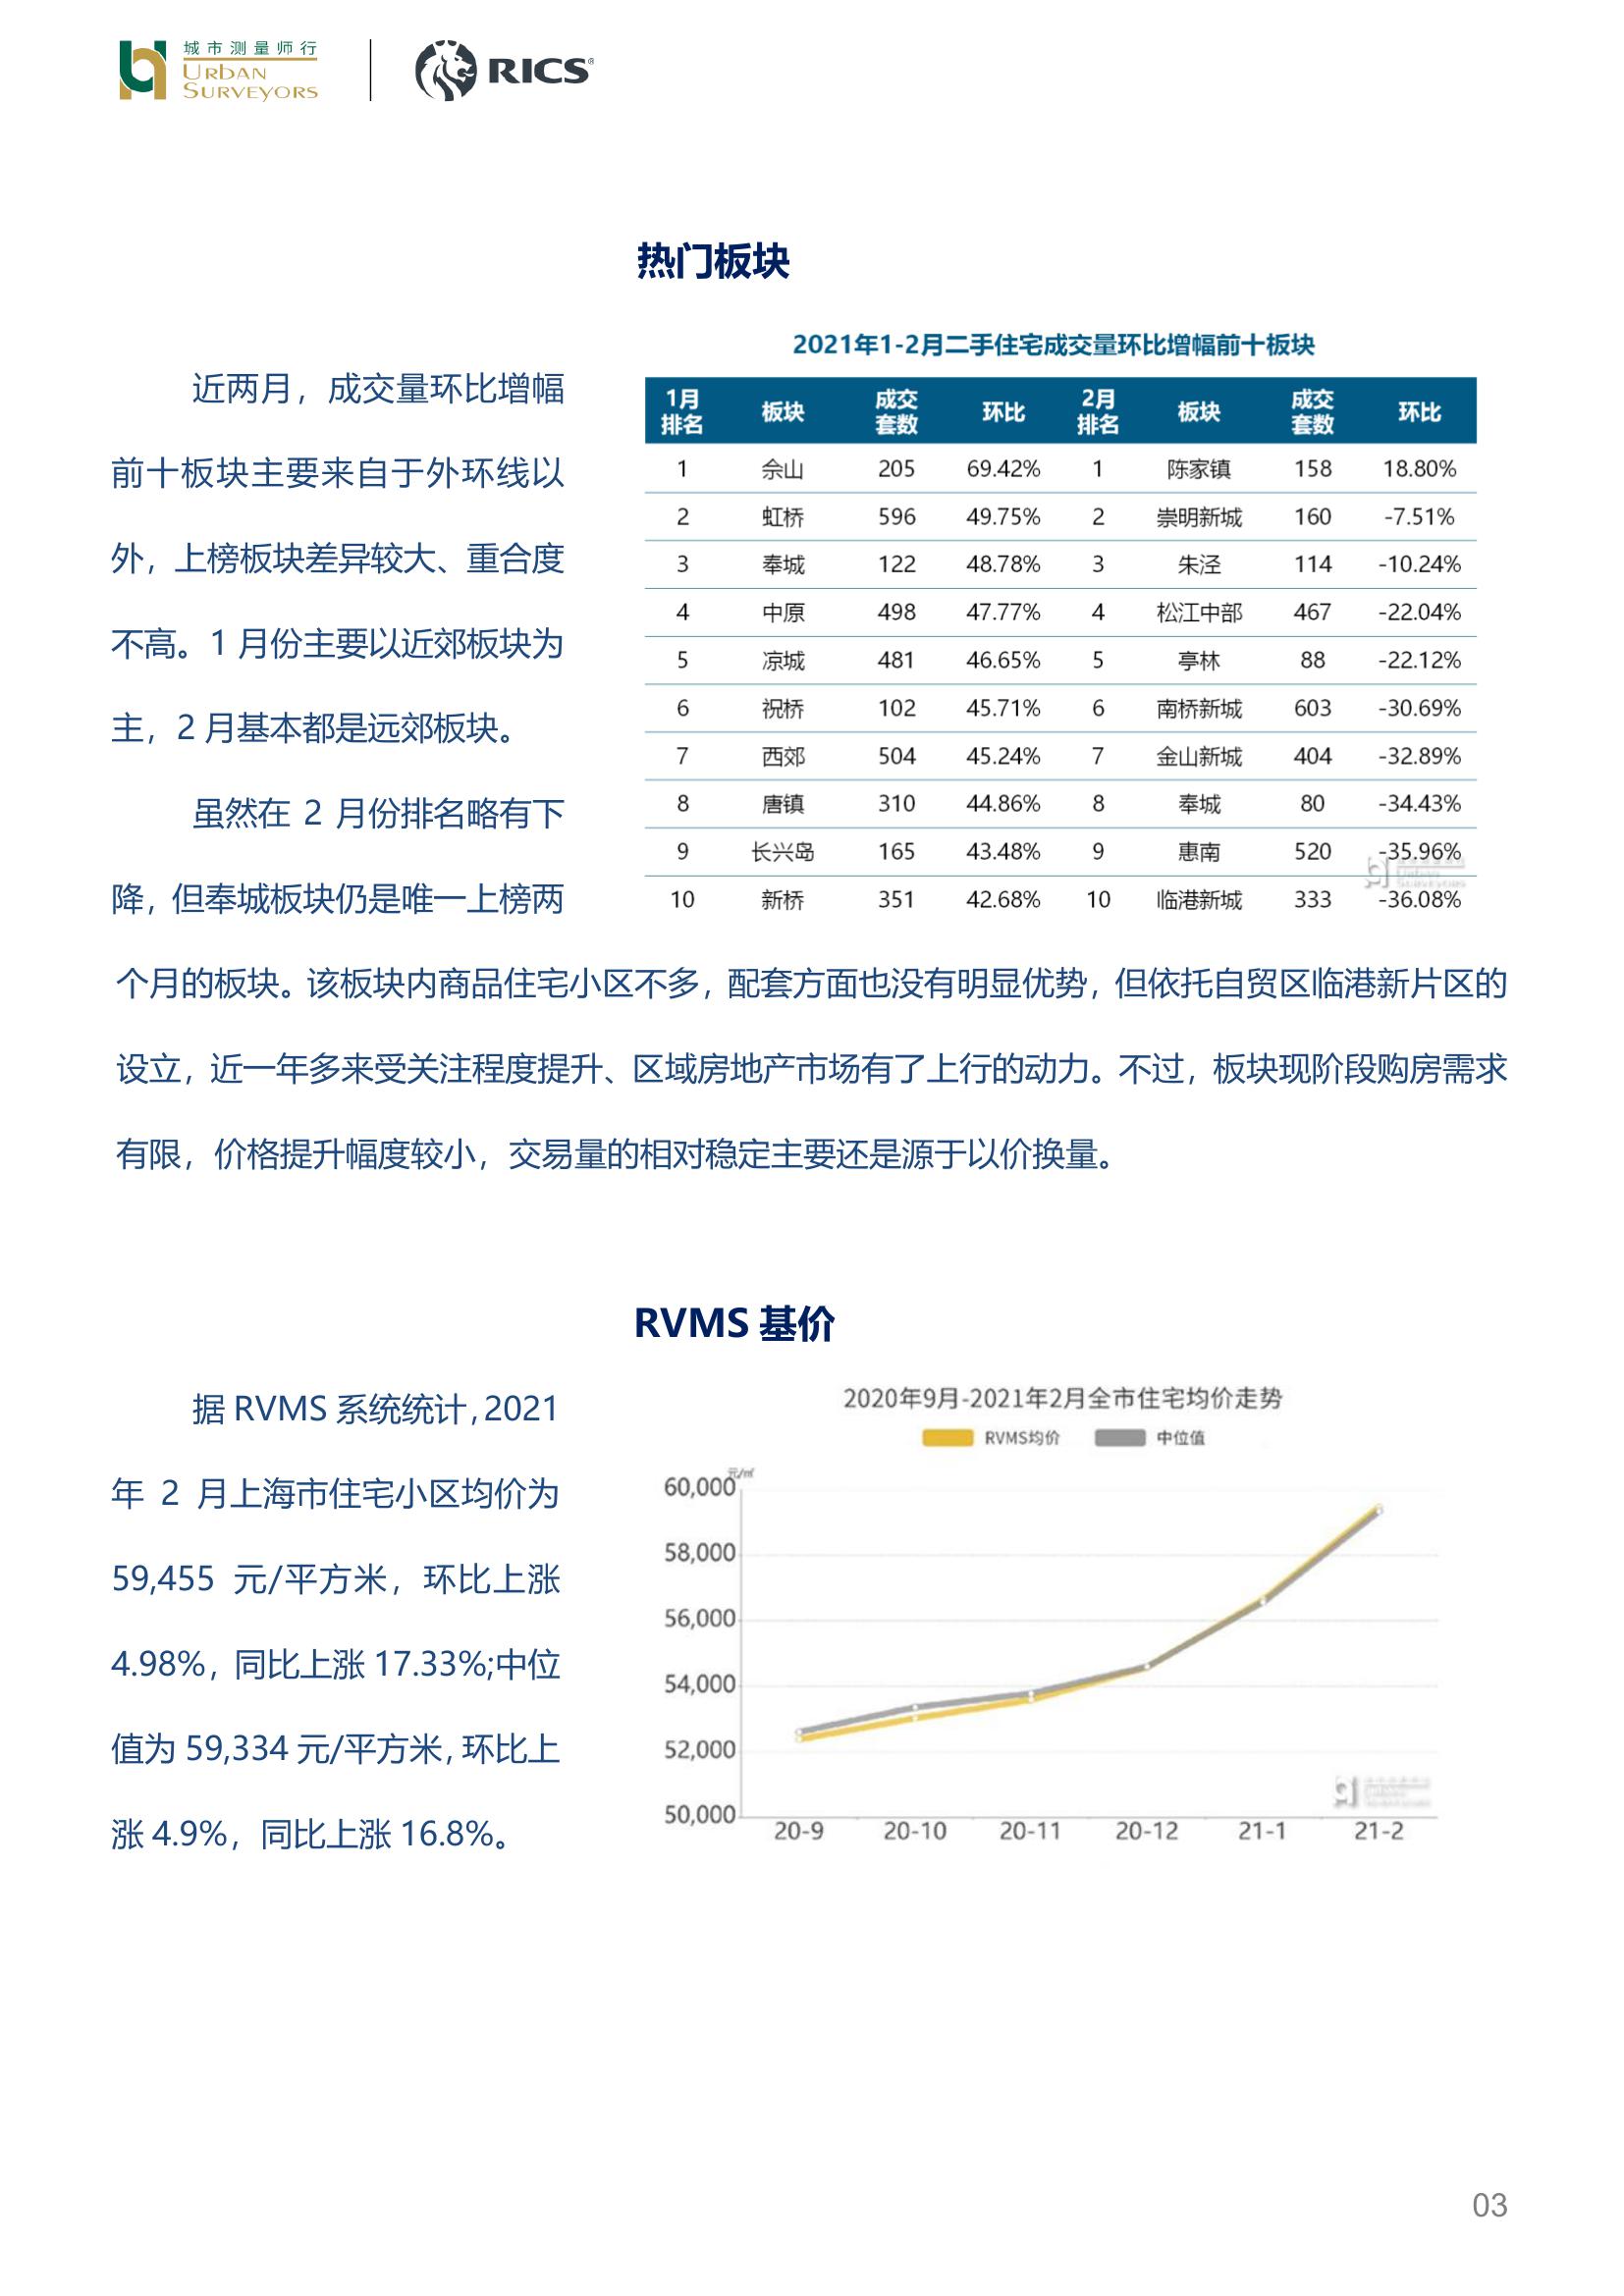 城市测量师行
URBAN
SURVEYORS
RICS®
热门板块
近两月，成交量环比增幅
前十板块主要来自于外环线以
外，上榜板块差异较大、重合度
不高。1 月份主要以近郊板块为
主，2 月基本都是远郊板块。
虽然在 2 月份排名略有下
降，但奉城板块仍是唯一上榜两
2021年1-2月二手住宅成交量环比增幅前十板块
1月排名 板块 成交套数 环比 2月排名 板块 成交套数 环比
1 佘山 205 69.42% 1 陈家镇 158 18.80%
2 虹桥 596 49.75% 2 崇明新城 160 -7.51%
3 奉城 122 48.78% 3 朱泾 114 -10.24%
4 中原 498 47.77% 4 松江中部 467 -22.04%
5 凉城 481 46.65% 5 亭林 88 -22.12%
6 祝桥 102 45.71% 6 南桥新城 603 -30.69%
7 西郊 504 45.24% 7 金山新城 404 -32.89%
8 唐镇 310 44.86% 8 奉城 80 -34.43%
9 长兴岛 165 43.48% 9 惠南 520 -35.96%
10 新桥 351 42.68% 10 临港新城 333 -36.08%
个月的板块。该板块内商品住宅小区不多，配套方面也没有明显优势，但依托自贸区临港新片区的
设立，近一年多来受关注程度提升、区域房地产市场有了上行的动力。不过，板块现阶段购房需求
有限，价格提升幅度较小，交易量的相对稳定主要还是源于以价换量。
RVMS 基价
据 RVMS 系统统计，2021
年 2 月上海市住宅小区均价为
59,455 元/平方米，环比上涨
4.98%，同比上涨 17.33%;中位
值为 59,334 元/平方米，环比上
涨 4.9%，同比上涨 16.8%。
2020年9月-2021年2月全市住宅均价走势
RVMS均价 中位值
元/㎡
60,000
58,000
56,000
54,000
52,000
50,000
20-9 20-10 20-11 20-12 21-1 21-2
03